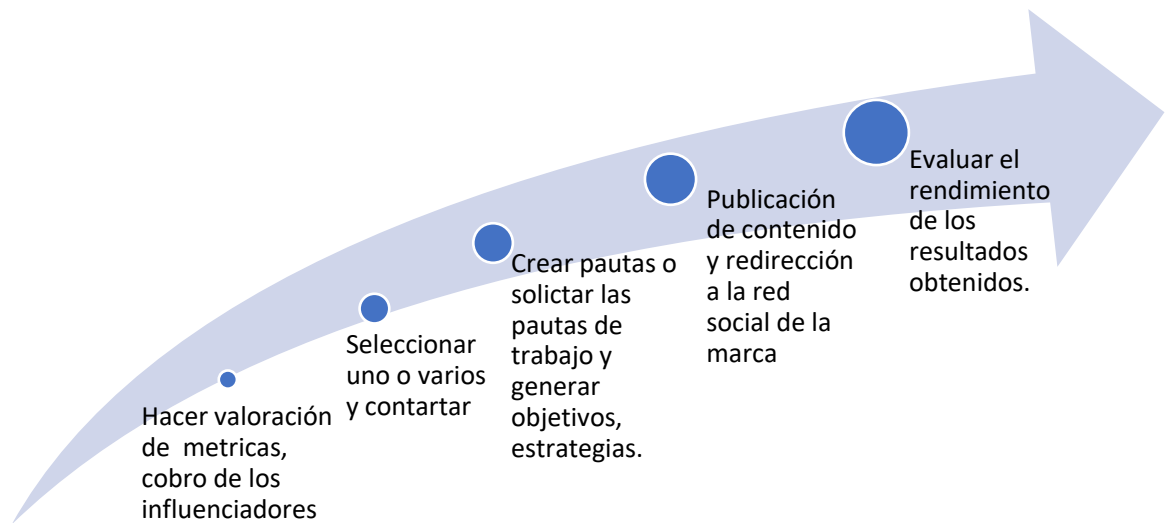 Hacer valoración
de  metricas,
cobro de los
influenciadores
Seleccionar
uno o varios
y contartar
Crear pautas o
solictar las
pautas de
trabajo y
generar
objetivos,
estrategias.
Publicación
de contenido
y redirección
a la red
social de la
marca
Evaluar el
rendimiento
de los
resultados
obtenidos.